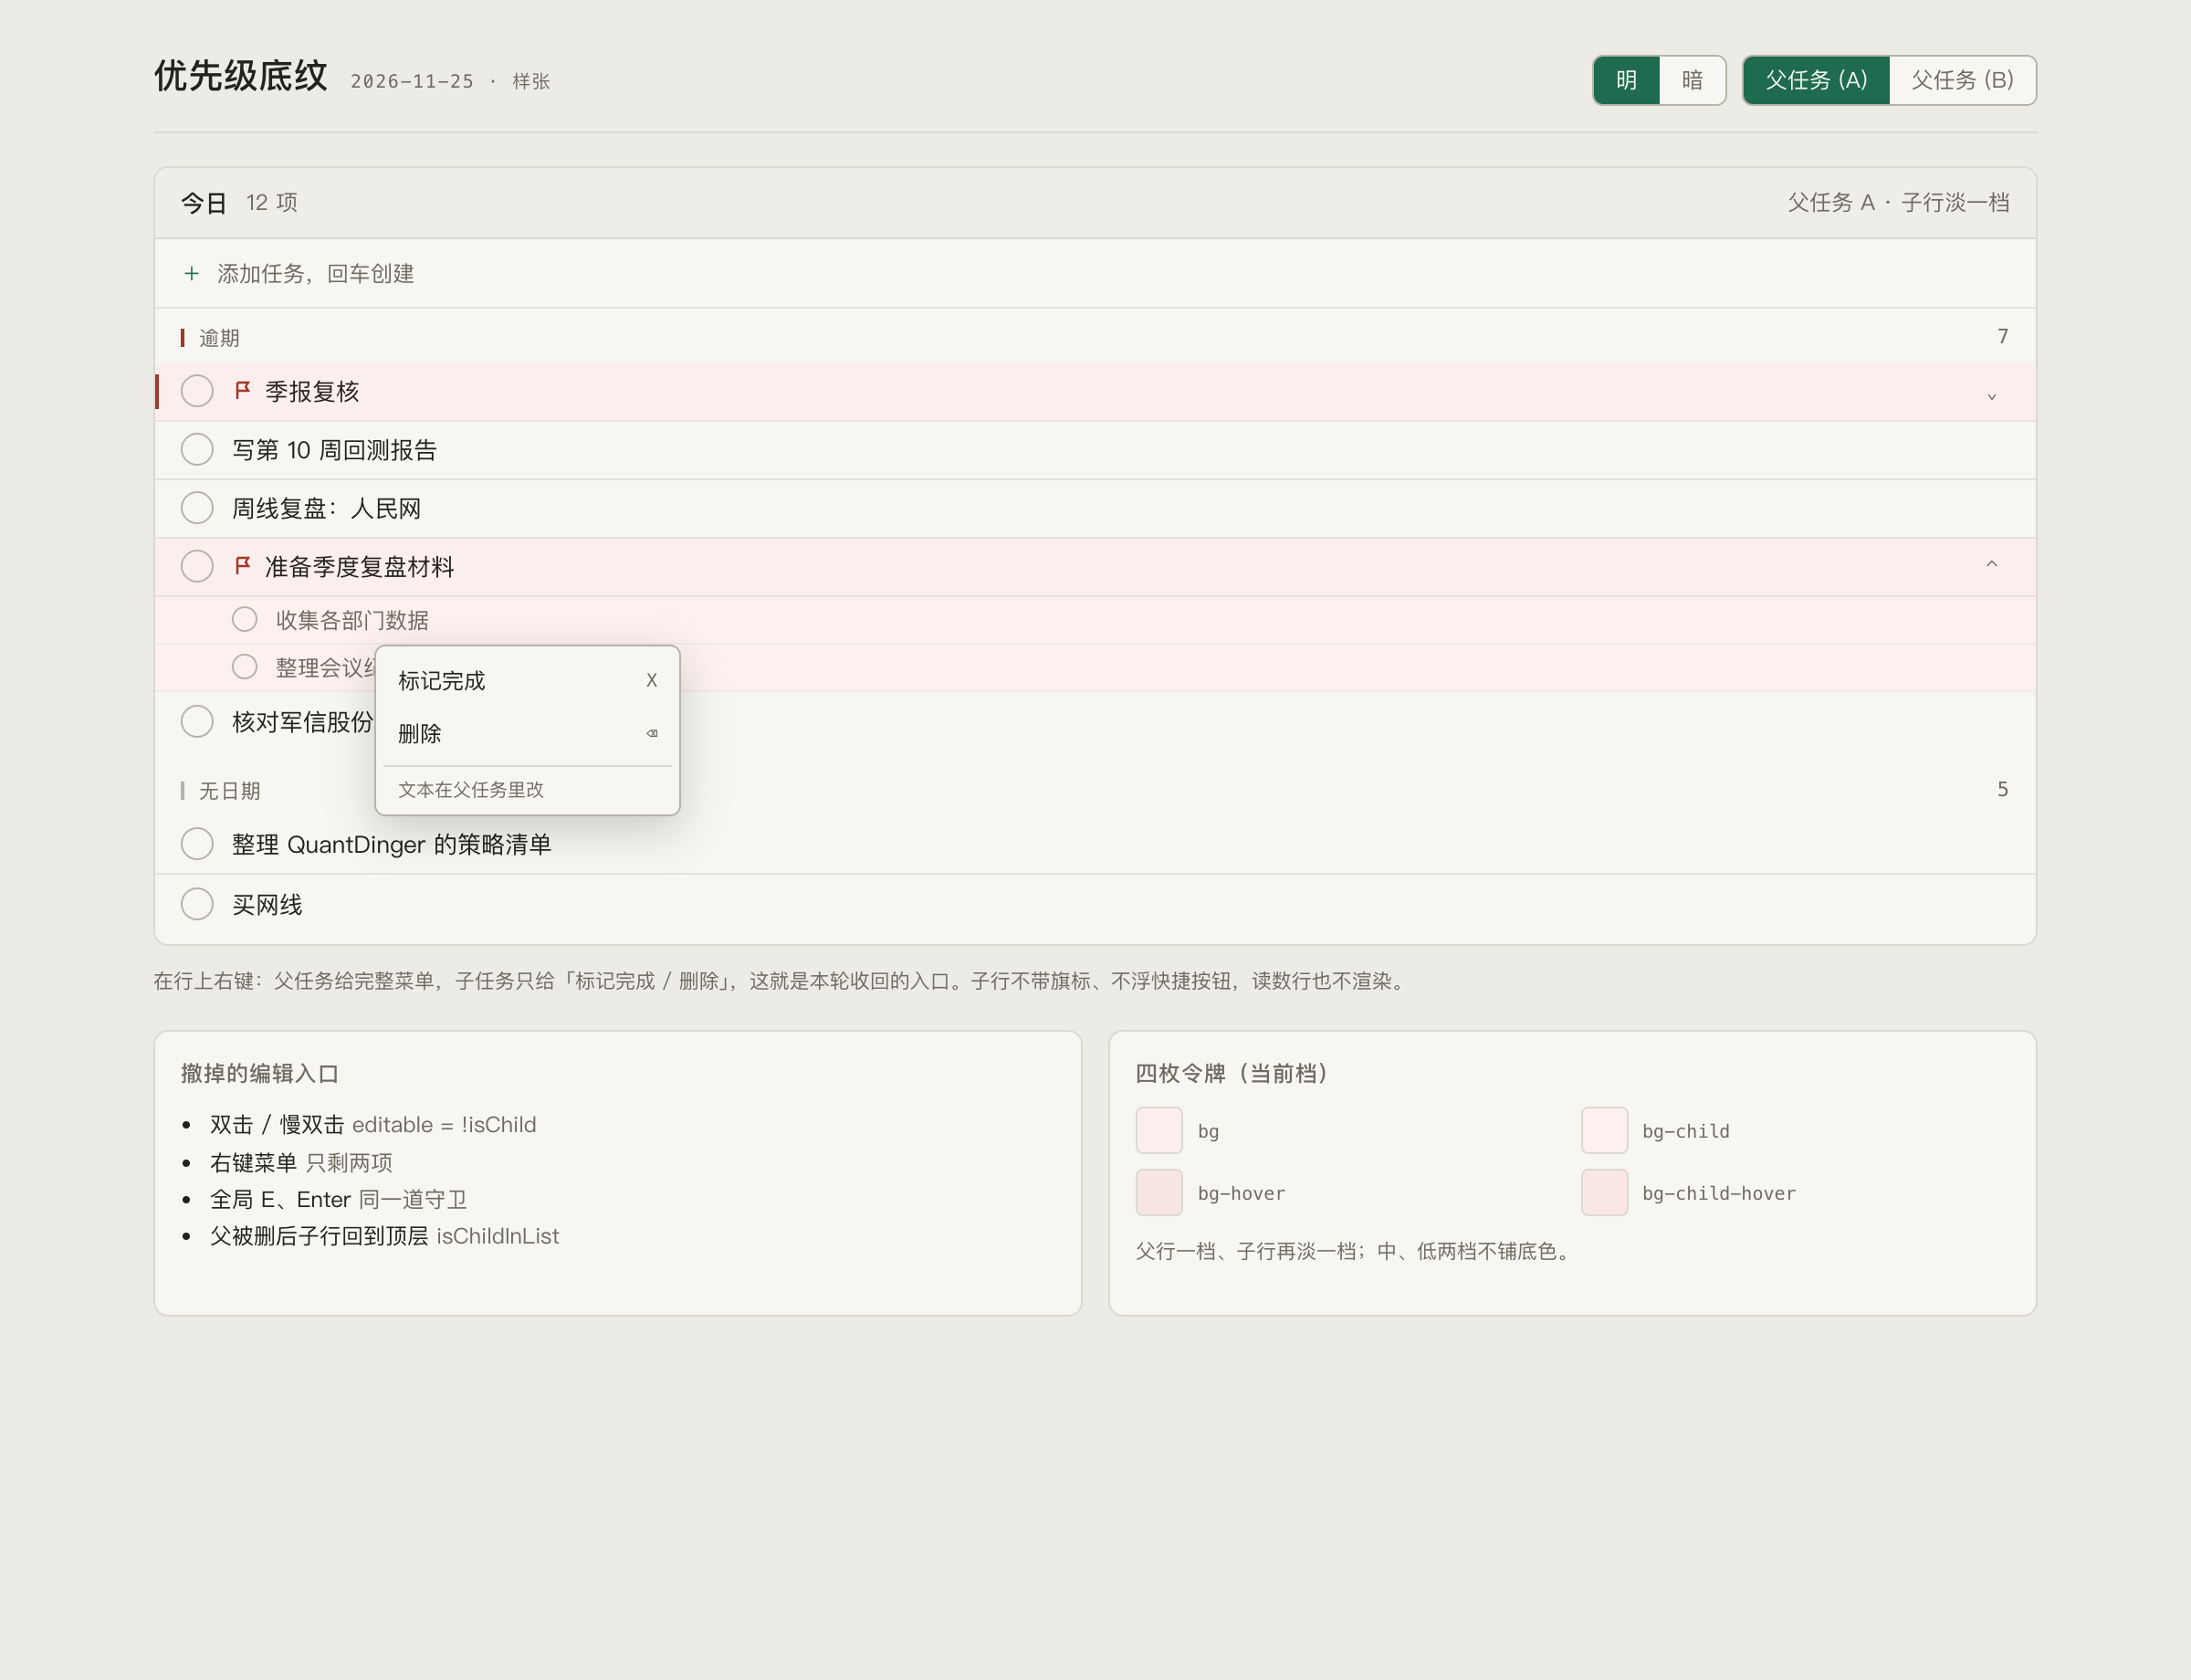 优先级底纹 2026-11-25 · 样张
明 暗 父任务 (A) 父任务 (B)
今日 12 项 父任务 A · 子行淡一档
+ 添加任务，回车创建
逾期 7
季报复核
写第 10 周回测报告
周线复盘：人民网
准备季度复盘材料
收集各部门数据
整理会议
标记完成 X
核对军信股份
删除 ⌫
文本在父任务里改
无日期 5
整理 QuantDinger 的策略清单
买网线
在行上右键：父任务给完整菜单，子任务只给「标记完成 / 删除」，这就是本轮收回的入口。子行不带旗标、不浮快捷按钮，读数行也不渲染。
撤掉的编辑入口
• 双击 / 慢双击 editable = !isChild
• 右键菜单 只剩两项
• 全局 E、Enter 同一道守卫
• 父被删后子行回到顶层 isChildInList
四枚令牌（当前档）
bg bg-child
bg-hover bg-child-hover
父行一档、子行再淡一档；中、低两档不铺底色。